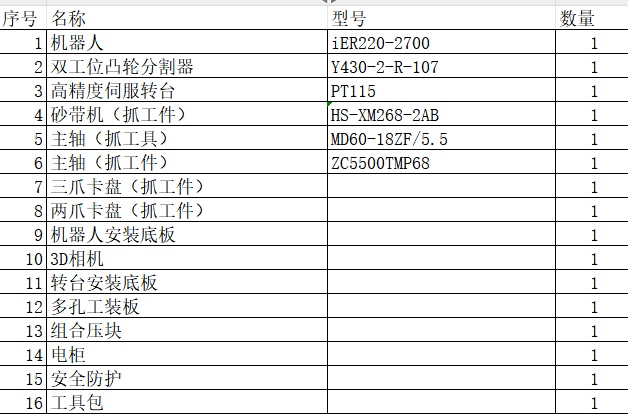 序号 名称 型号 数量
1 机器人 iER220-2700 1
2 双工位凸轮分割器 Y430-2-R-107 1
3 高精度伺服转台 PT115 1
4 砂带机（抓工件） HS-XM268-2AB 1
5 主轴（抓工具） MD60-18ZF/5.5 1
6 主轴（抓工件） ZC5500TMP68 1
7 三爪卡盘（抓工件） 1
8 两爪卡盘（抓工件） 1
9 机器人安装底板 1
10 3D相机 1
11 转台安装底板 1
12 多孔工装板 1
13 组合压块 1
14 电柜 1
15 安全防护 1
16 工具包 1